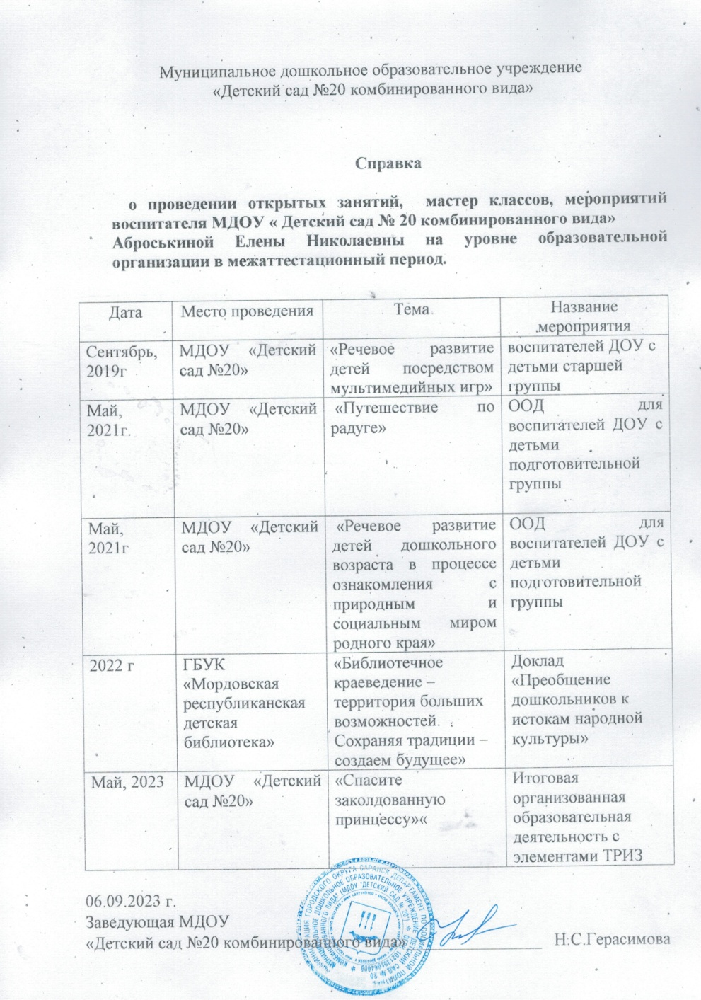 Муниципальное дошкольное образовательное учреждение
«Детский сад №20 комбинированного вида»
Справка
о проведении открытых занятий, мастер классов, мероприятий
воспитателя МДОУ « Детский сад № 20 комбинированного вида»
Аброськиной Елены Николаевны на уровне образовательной
организации в межаттестационный период.
Дата
Место проведения
Тема
Название
мероприятия
Сентябрь,
2019г
МДОУ «Детский
сад №20»
«Речевое развитие
детей посредством
мультимедийных игр»
воспитателей ДОУ с
детьми старшей
группы
Май,
2021г.
МДОУ «Детский
сад №20»
«Путешествие по
радуге»
ООД для
воспитателей ДОУ с
детьми
подготовительной
группы
Май,
2021г
МДОУ «Детский
сад №20»
«Речевое развитие
детей дошкольного
возраста в процессе
ознакомления с
природным и
социальным миром
родного края»
ООД для
воспитателей ДОУ с
детьми
подготовительной
группы
2022 г
ГБУК
«Мордовская
республиканская
детская
библиотека»
«Библиотечное
краеведение –
территория больших
возможностей.
Сохраняя традиции –
создаем будущее»
Доклад
«Преобщение
дошкольников к
истокам народной
культуры»
Май, 2023
МДОУ «Детский
сад №20»
«Спасите
заколдованную
принцессу»«
Итоговая
организованная
образовательная
деятельность с
элементами ТРИЗ
06.09.2023 г.
Заведующая МДОУ
«Детский сад №20 комбинированного вида» Н.С.Герасимова